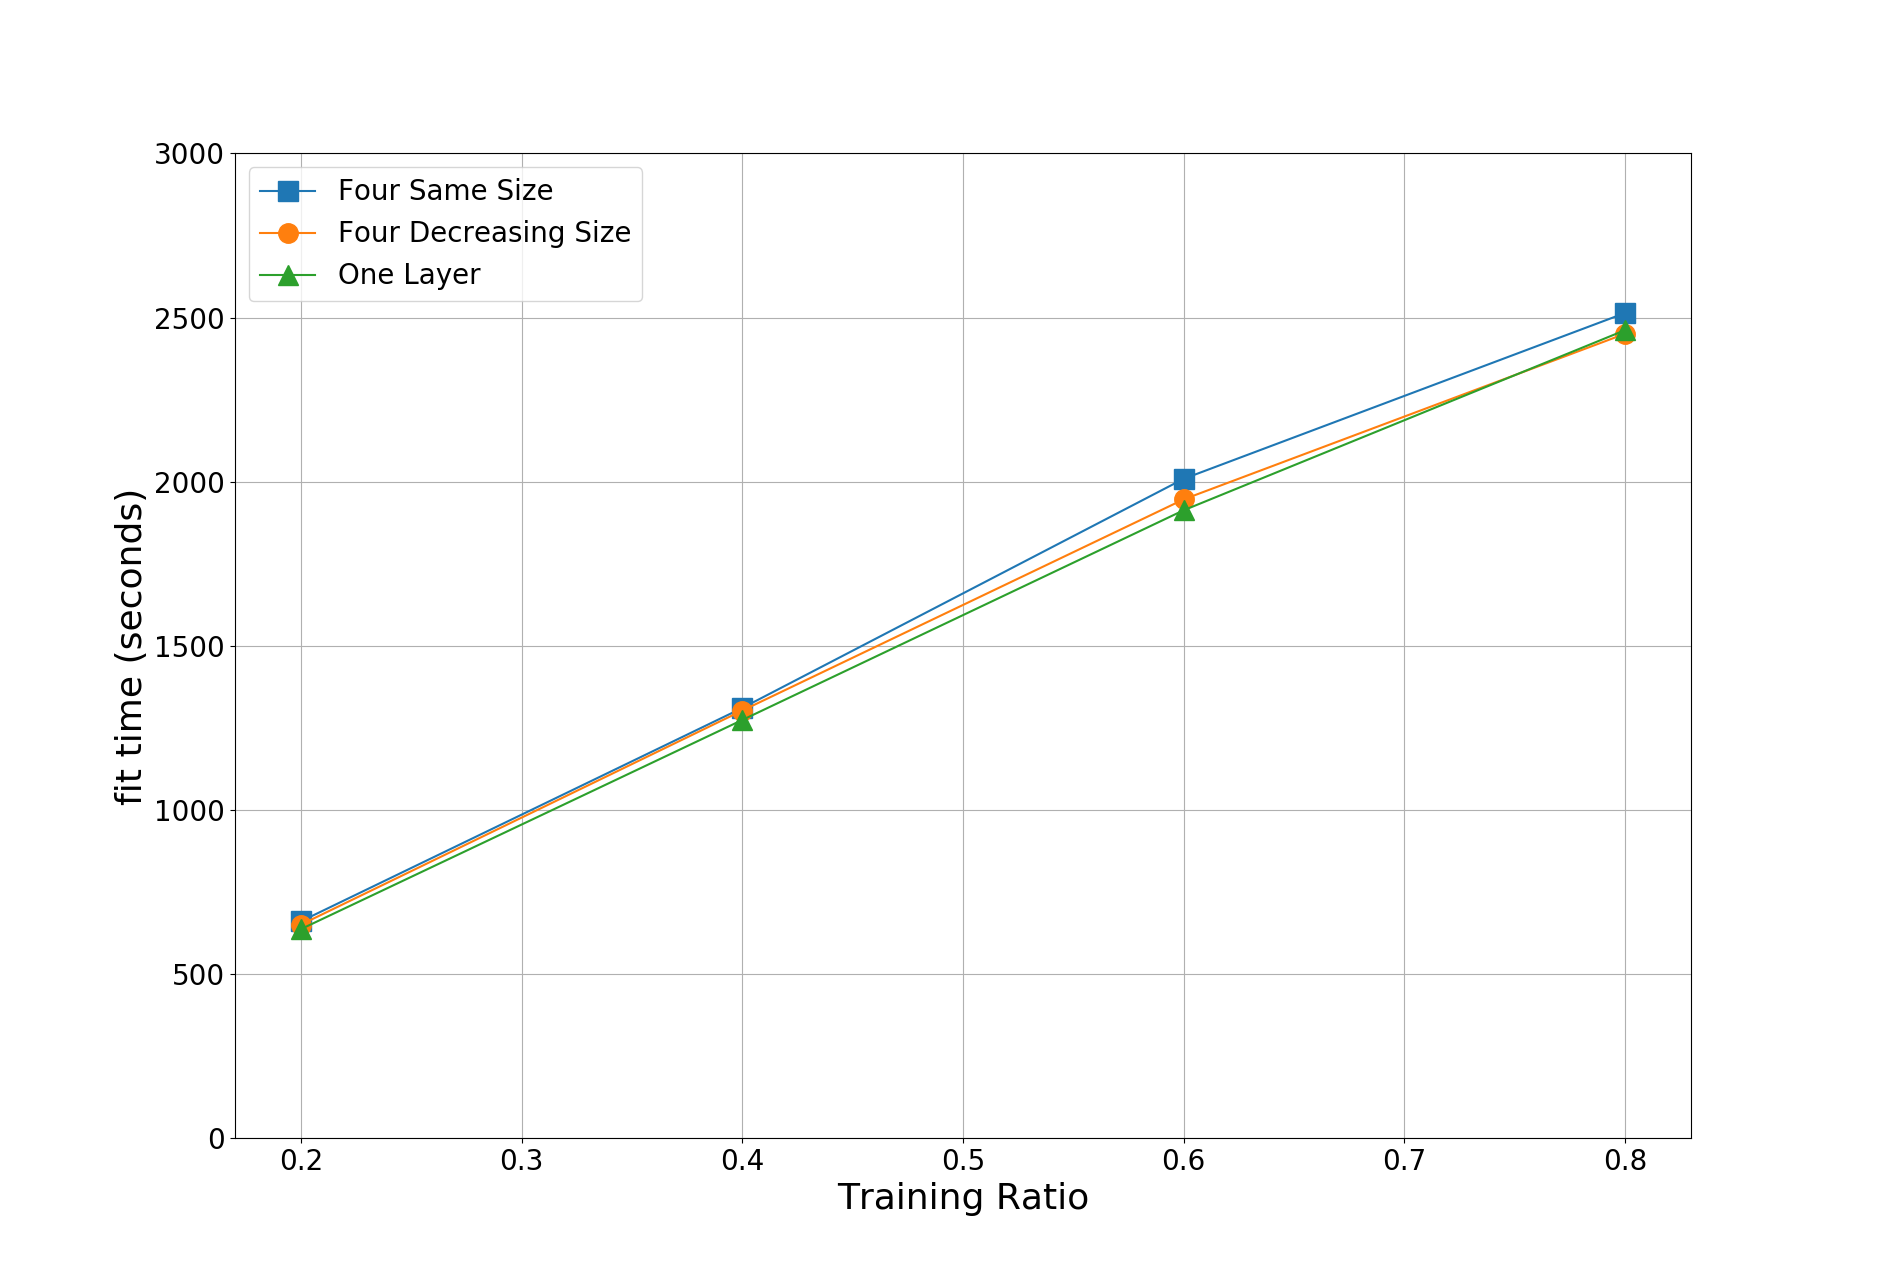 3000
2500
2000
1500
1000
500
0
fit time (seconds)
Four Same Size
Four Decreasing Size
One Layer
0.2 0.3 0.4 0.5 0.6 0.7 0.8
Training Ratio